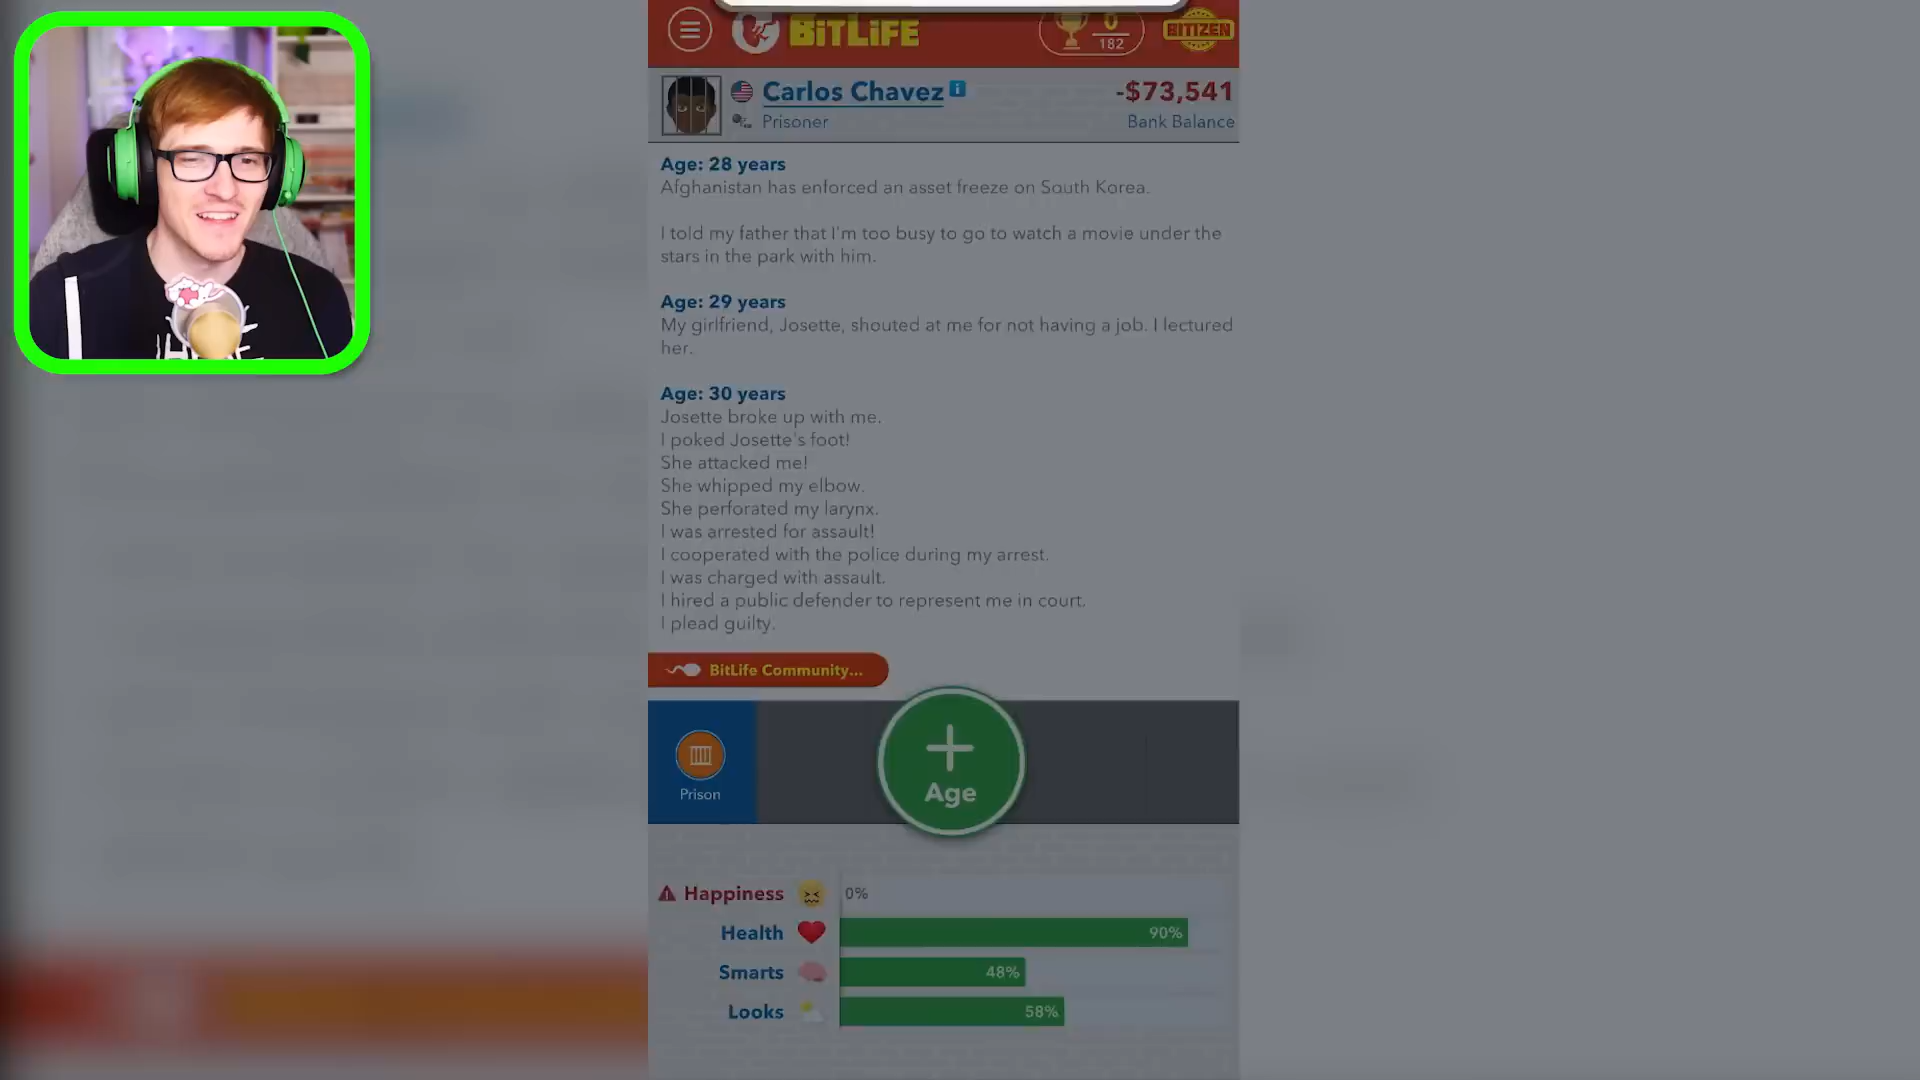 BitLife
0
182
BITIZEN
Carlos Chavez
-$73,541
Prisoner
Bank Balance
Age: 28 years
Afghanistan has enforced an asset freeze on South Korea.
I told my father that I'm too busy to go to watch a movie under the
stars in the park with him.
Age: 29 years
My girlfriend, Josette, shouted at me for not having a job. I lectured
her.
Age: 30 years
Josette broke up with me.
I poked Josette's foot!
She attacked me!
She whipped my elbow.
She perforated my larynx.
I was arrested for assault!
I cooperated with the police during my arrest.
I was charged with assault.
I hired a public defender to represent me in court.
I plead guilty.
BitLife Community...
Prison
Age
Happiness 0%
Health 90%
Smarts 48%
Looks 58%